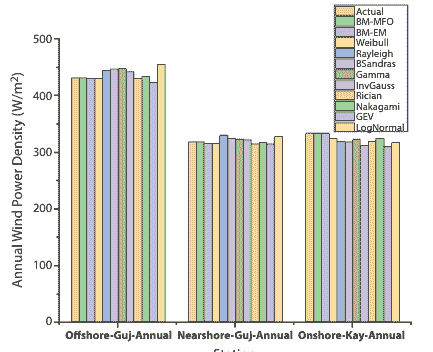 Actual
BM-MFO
BM-EM
Weibull
Rayleigh
BSandras
Gamma
InvGauss
Rician
Nakagami
GEV
LogNormal
Annual Wind Power Density (W/m²)
500
400
300
200
100
0
Offshore-Guj-Annual Nearshore-Guj-Annual Onshore-Kay-Annual